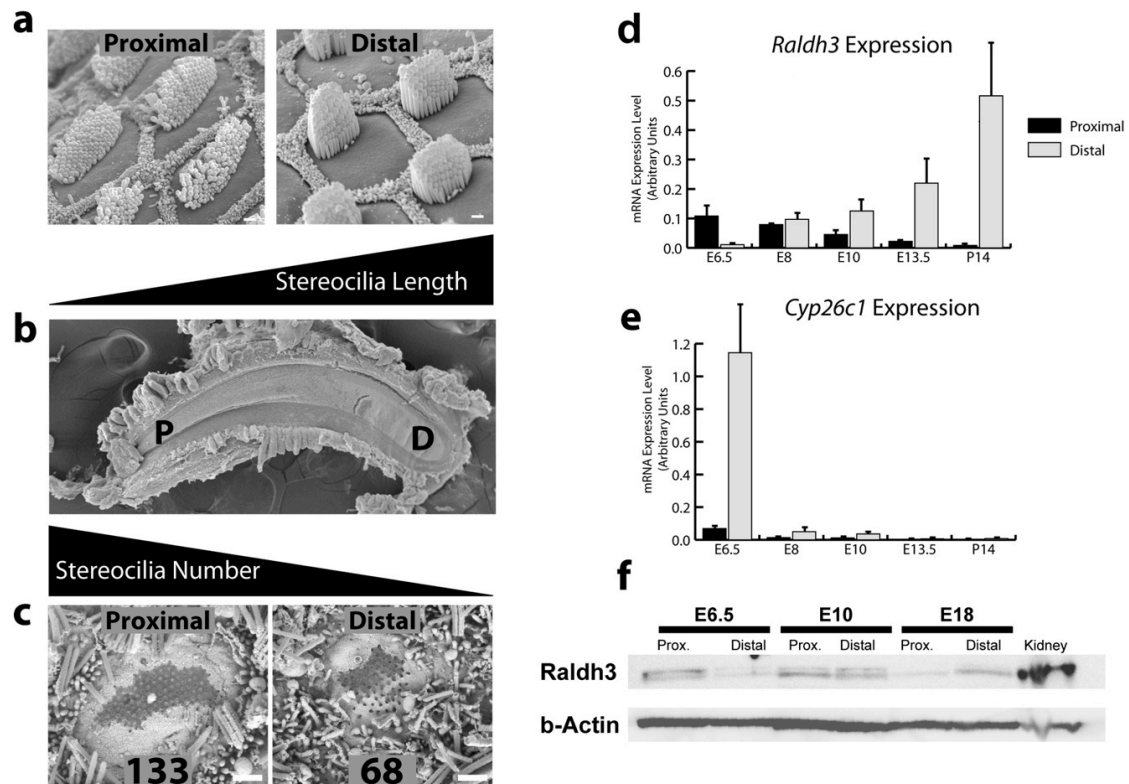 a
Proximal
Distal
Stereocilia Length
b
P
D
Stereocilia Number
c
Proximal
Distal
133
68
d
Raldh3 Expression
mRNA Expression Level
(Arbitrary Units)
0.6
0.5
0.4
0.3
0.2
0.1
0.0
E6.5 E8 E10 E13.5 P14
Proximal
Distal
e
Cyp26c1 Expression
mRNA Expression Level
(Arbitrary Units)
1.2
1.0
0.8
0.6
0.4
0.2
0.0
E6.5 E8 E10 E13.5 P14
f
E6.5 E10 E18
Prox. Distal Prox. Distal Prox. Distal Kidney
Raldh3
b-Actin